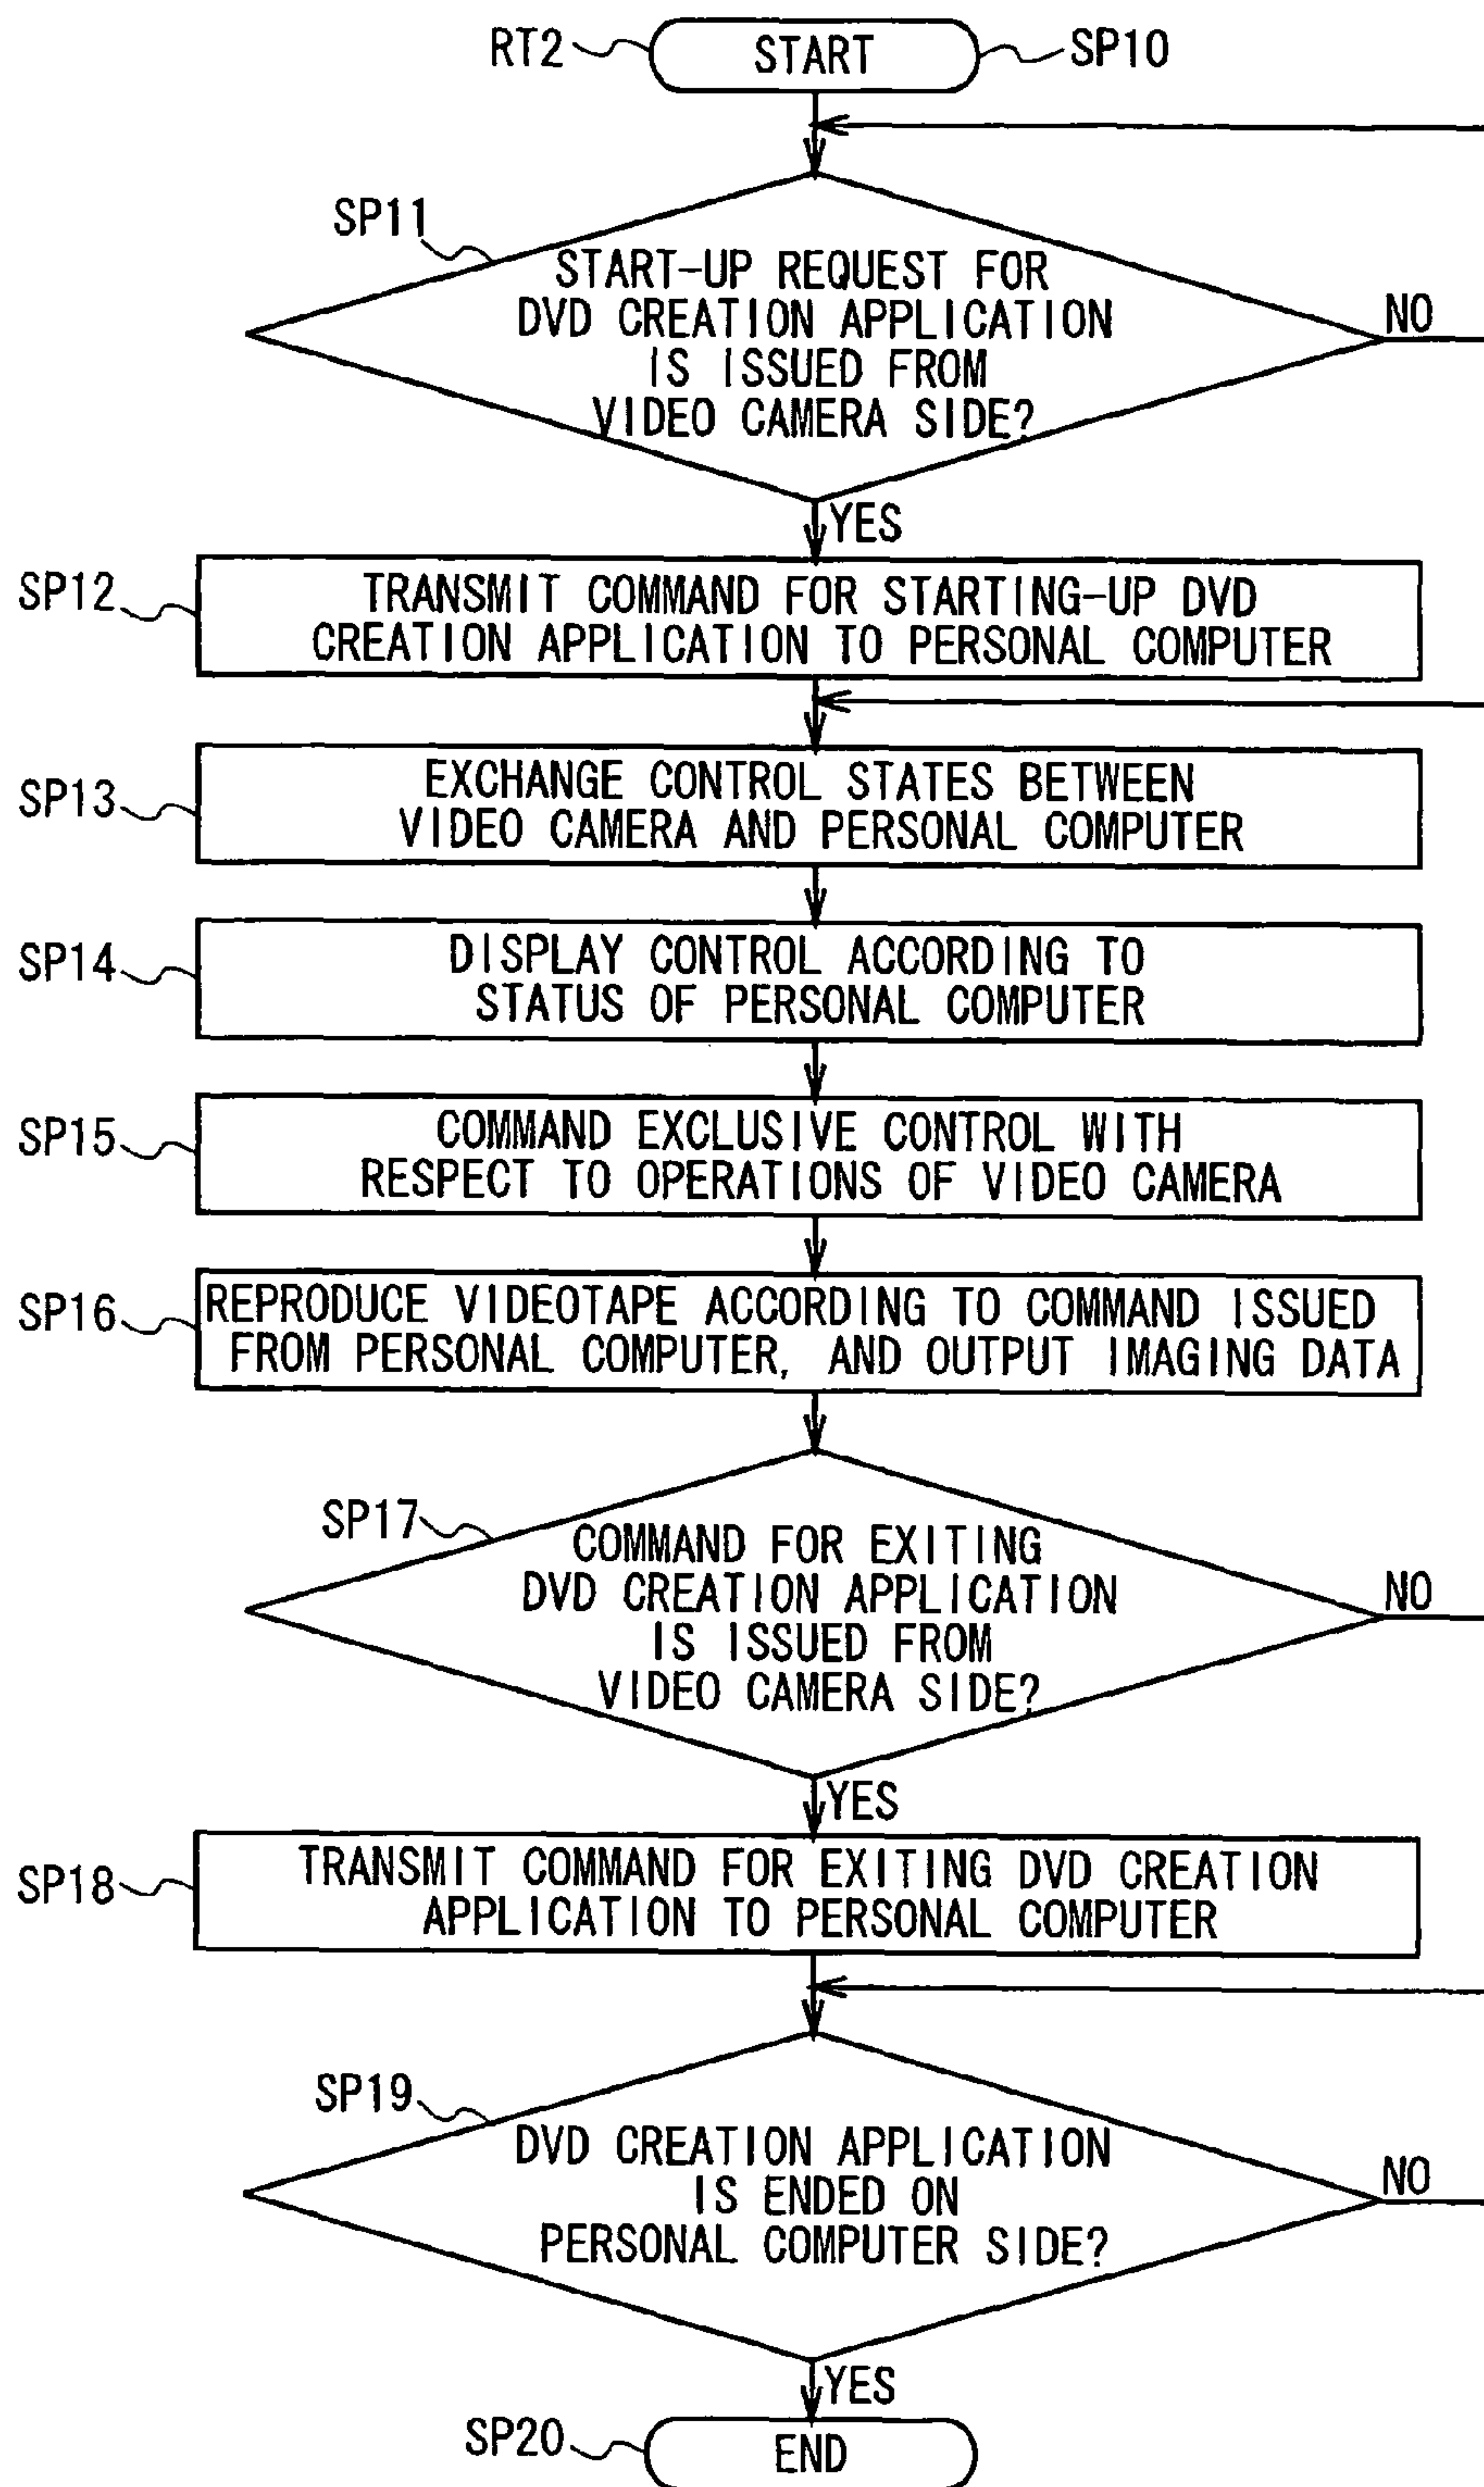 RT2
START
SP10
SP11
START-UP REQUEST FOR
DVD CREATION APPLICATION
IS ISSUED FROM
VIDEO CAMERA SIDE?
NO
YES
SP12
TRANSMIT COMMAND FOR STARTING-UP DVD
CREATION APPLICATION TO PERSONAL COMPUTER
SP13
EXCHANGE CONTROL STATES BETWEEN
VIDEO CAMERA AND PERSONAL COMPUTER
SP14
DISPLAY CONTROL ACCORDING TO
STATUS OF PERSONAL COMPUTER
SP15
COMMAND EXCLUSIVE CONTROL WITH
RESPECT TO OPERATIONS OF VIDEO CAMERA
SP16
REPRODUCE VIDEOTAPE ACCORDING TO COMMAND ISSUED
FROM PERSONAL COMPUTER, AND OUTPUT IMAGING DATA
SP17
COMMAND FOR EXITING
DVD CREATION APPLICATION
IS ISSUED FROM
VIDEO CAMERA SIDE?
NO
YES
SP18
TRANSMIT COMMAND FOR EXITING DVD CREATION
APPLICATION TO PERSONAL COMPUTER
SP19
DVD CREATION APPLICATION
IS ENDED ON
PERSONAL COMPUTER SIDE?
NO
YES
SP20
END